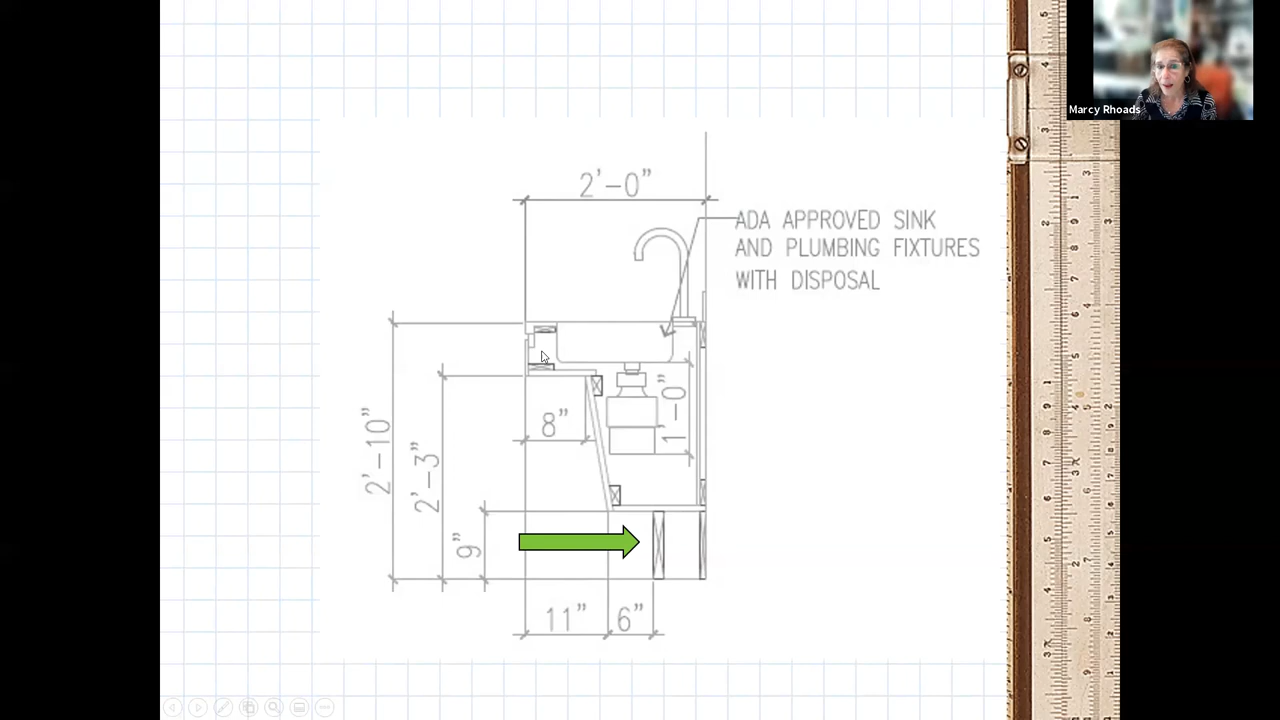 Marcy Rhoads
2'-0"
ADA APPROVED SINK
AND PLUMBING FIXTURES
WITH DISPOSAL
1'-0"
8"
2'-10"
2'-3"
9"
11"
6"